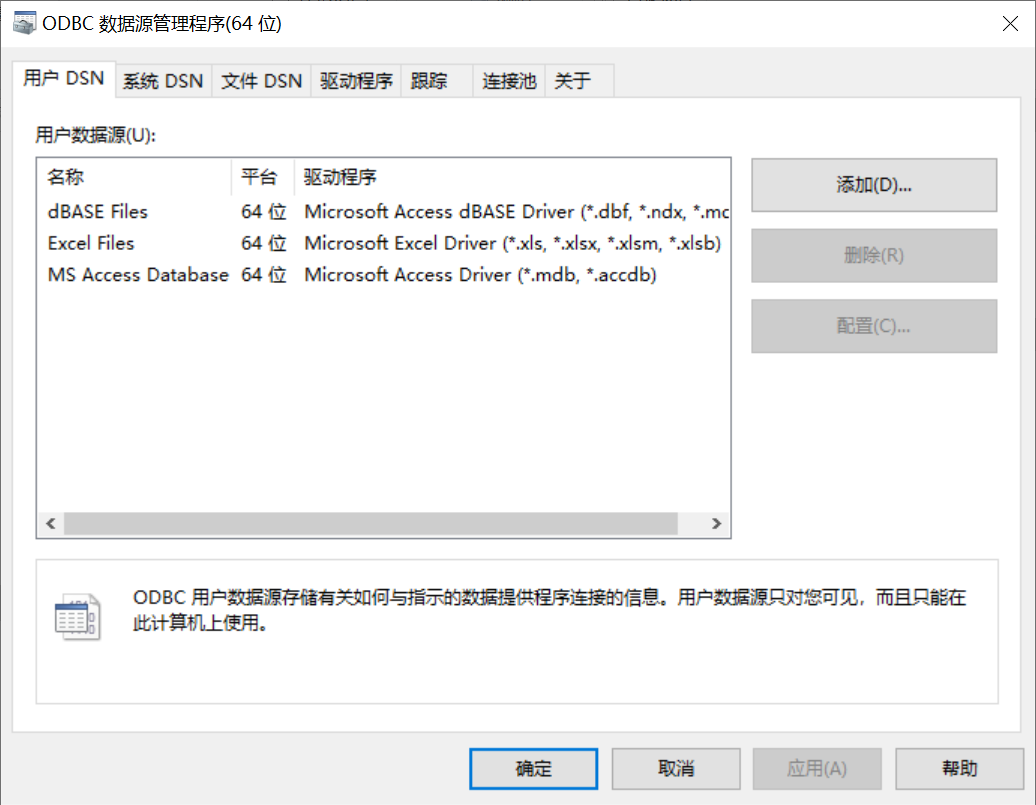 ODBC 数据源管理程序(64 位)
用户 DSN 系统 DSN 文件 DSN 驱动程序 跟踪 连接池 关于
用户数据源(U):
名称 平台 驱动程序
dBASE Files 64 位 Microsoft Access dBASE Driver (*.dbf, *.ndx, *.mc
Excel Files 64 位 Microsoft Excel Driver (*.xls, *.xlsx, *.xlsm, *.xlsb)
MS Access Database 64 位 Microsoft Access Driver (*.mdb, *.accdb)
添加(D)...
删除(R)
配置(C)...
ODBC 用户数据源存储有关如何与指示的数据提供程序连接的信息。用户数据源只对您可见，而且只能在
此计算机上使用。
确定 取消 应用(A) 帮助